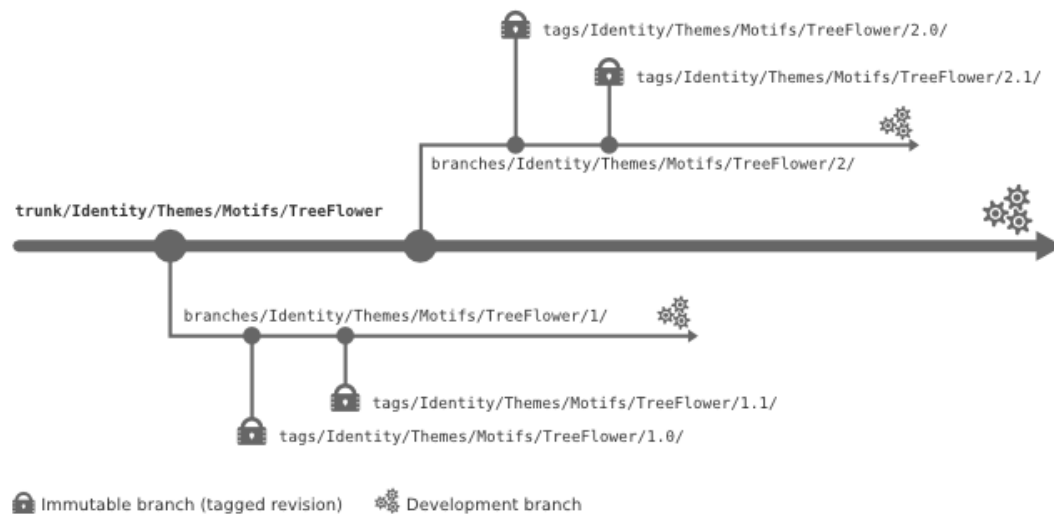 tags/Identity/Themes/Motifs/TreeFlower/2.0/
tags/Identity/Themes/Motifs/TreeFlower/2.1/
branches/Identity/Themes/Motifs/TreeFlower/2/
trunk/Identity/Themes/Motifs/TreeFlower
branches/Identity/Themes/Motifs/TreeFlower/1/
tags/Identity/Themes/Motifs/TreeFlower/1.1/
tags/Identity/Themes/Motifs/TreeFlower/1.0/
Immutable branch (tagged revision) Development branch